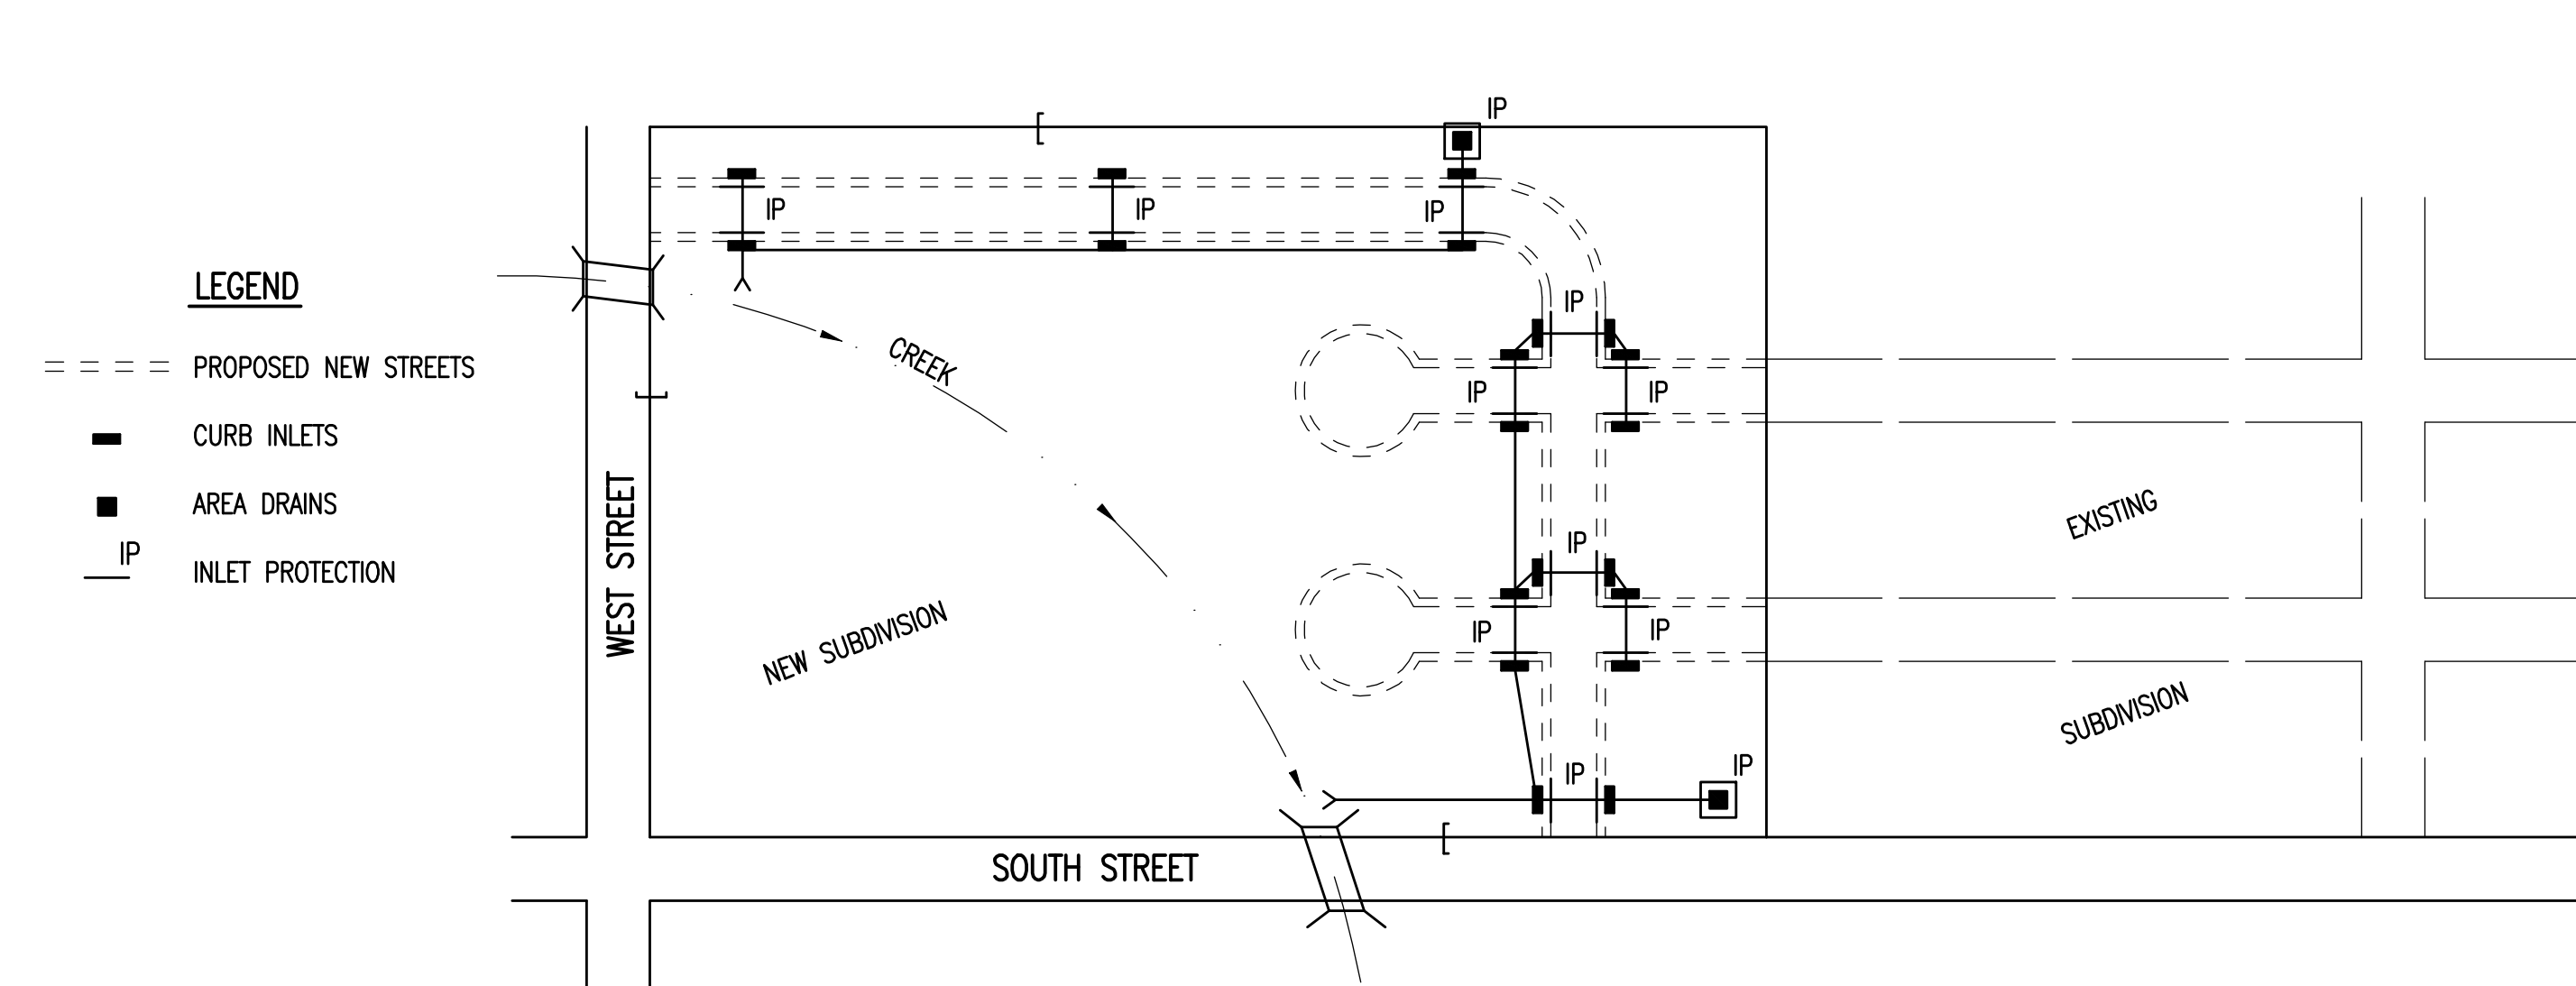 IP
IP
IP
IP
LEGEND
IP
PROPOSED NEW STREETS
CREEK
IP
IP
CURB INLETS
AREA DRAINS
EXISTING
IP
IP
INLET PROTECTION
WEST STREET
NEW SUBDIVISION
IP
IP
SUBDIVISION
IP
IP
SOUTH STREET